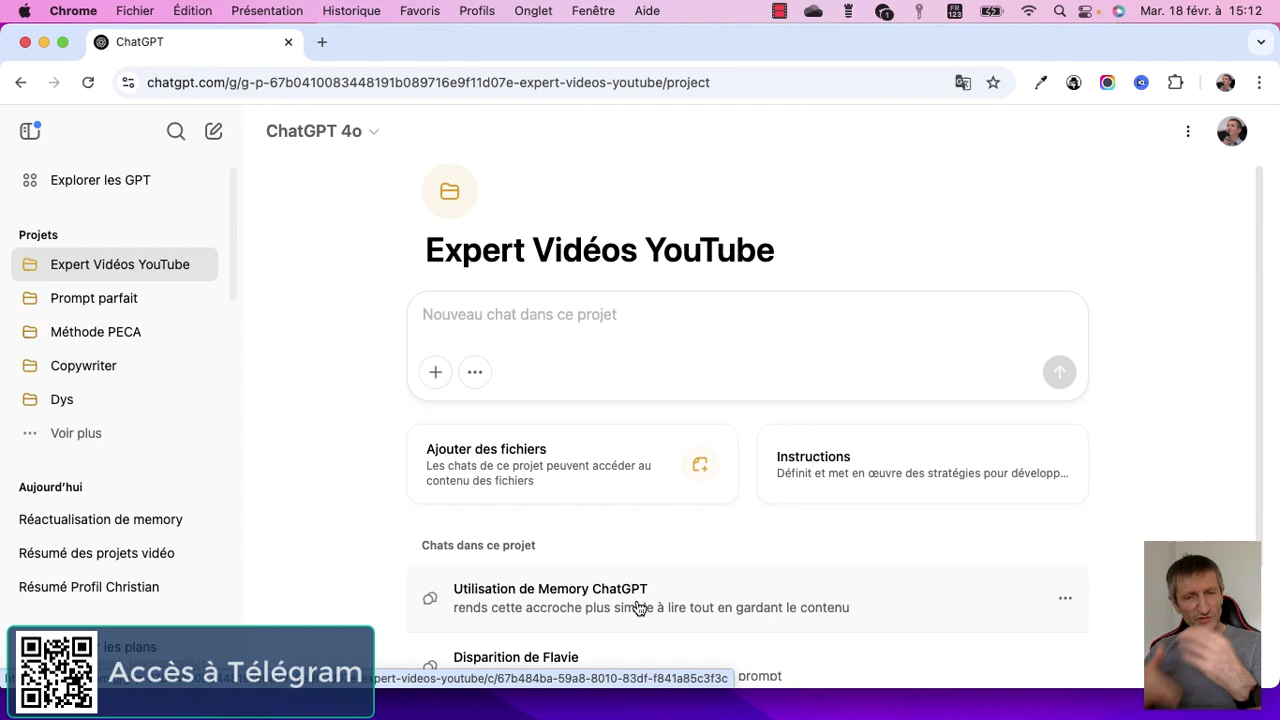 Chrome Fichier Édition Présentation Historique Favoris Profils Onglet Fenêtre Aide FR 123 Mar. 18 févr. à 15:12
ChatGPT
chatgpt.com/g/g-p-67b0410083448191b089716e9f11d07e-expert-videos-youtube/project
ChatGPT 4o
Explorer les GPT
Projets
Expert Vidéos YouTube
Prompt parfait
Méthode PECA
Copywriter
Dys
Voir plus
Aujourd’hui
Réactualisation de memory
Résumé des projets vidéo
Résumé Profil Christian
les plans
Accès à Télégram
Expert Vidéos YouTube
Nouveau chat dans ce projet
Ajouter des fichiers
Les chats de ce projet peuvent accéder au
contenu des fichiers
Instructions
Définit et met en œuvre des stratégies pour développ...
Chats dans ce projet
Utilisation de Memory ChatGPT
rends cette accroche plus simple à lire tout en gardant le contenu
Disparition de Flavie
prompt
expert-videos-youtube/c/67b484ba-59a8-8010-83df-f841a85c3f3c